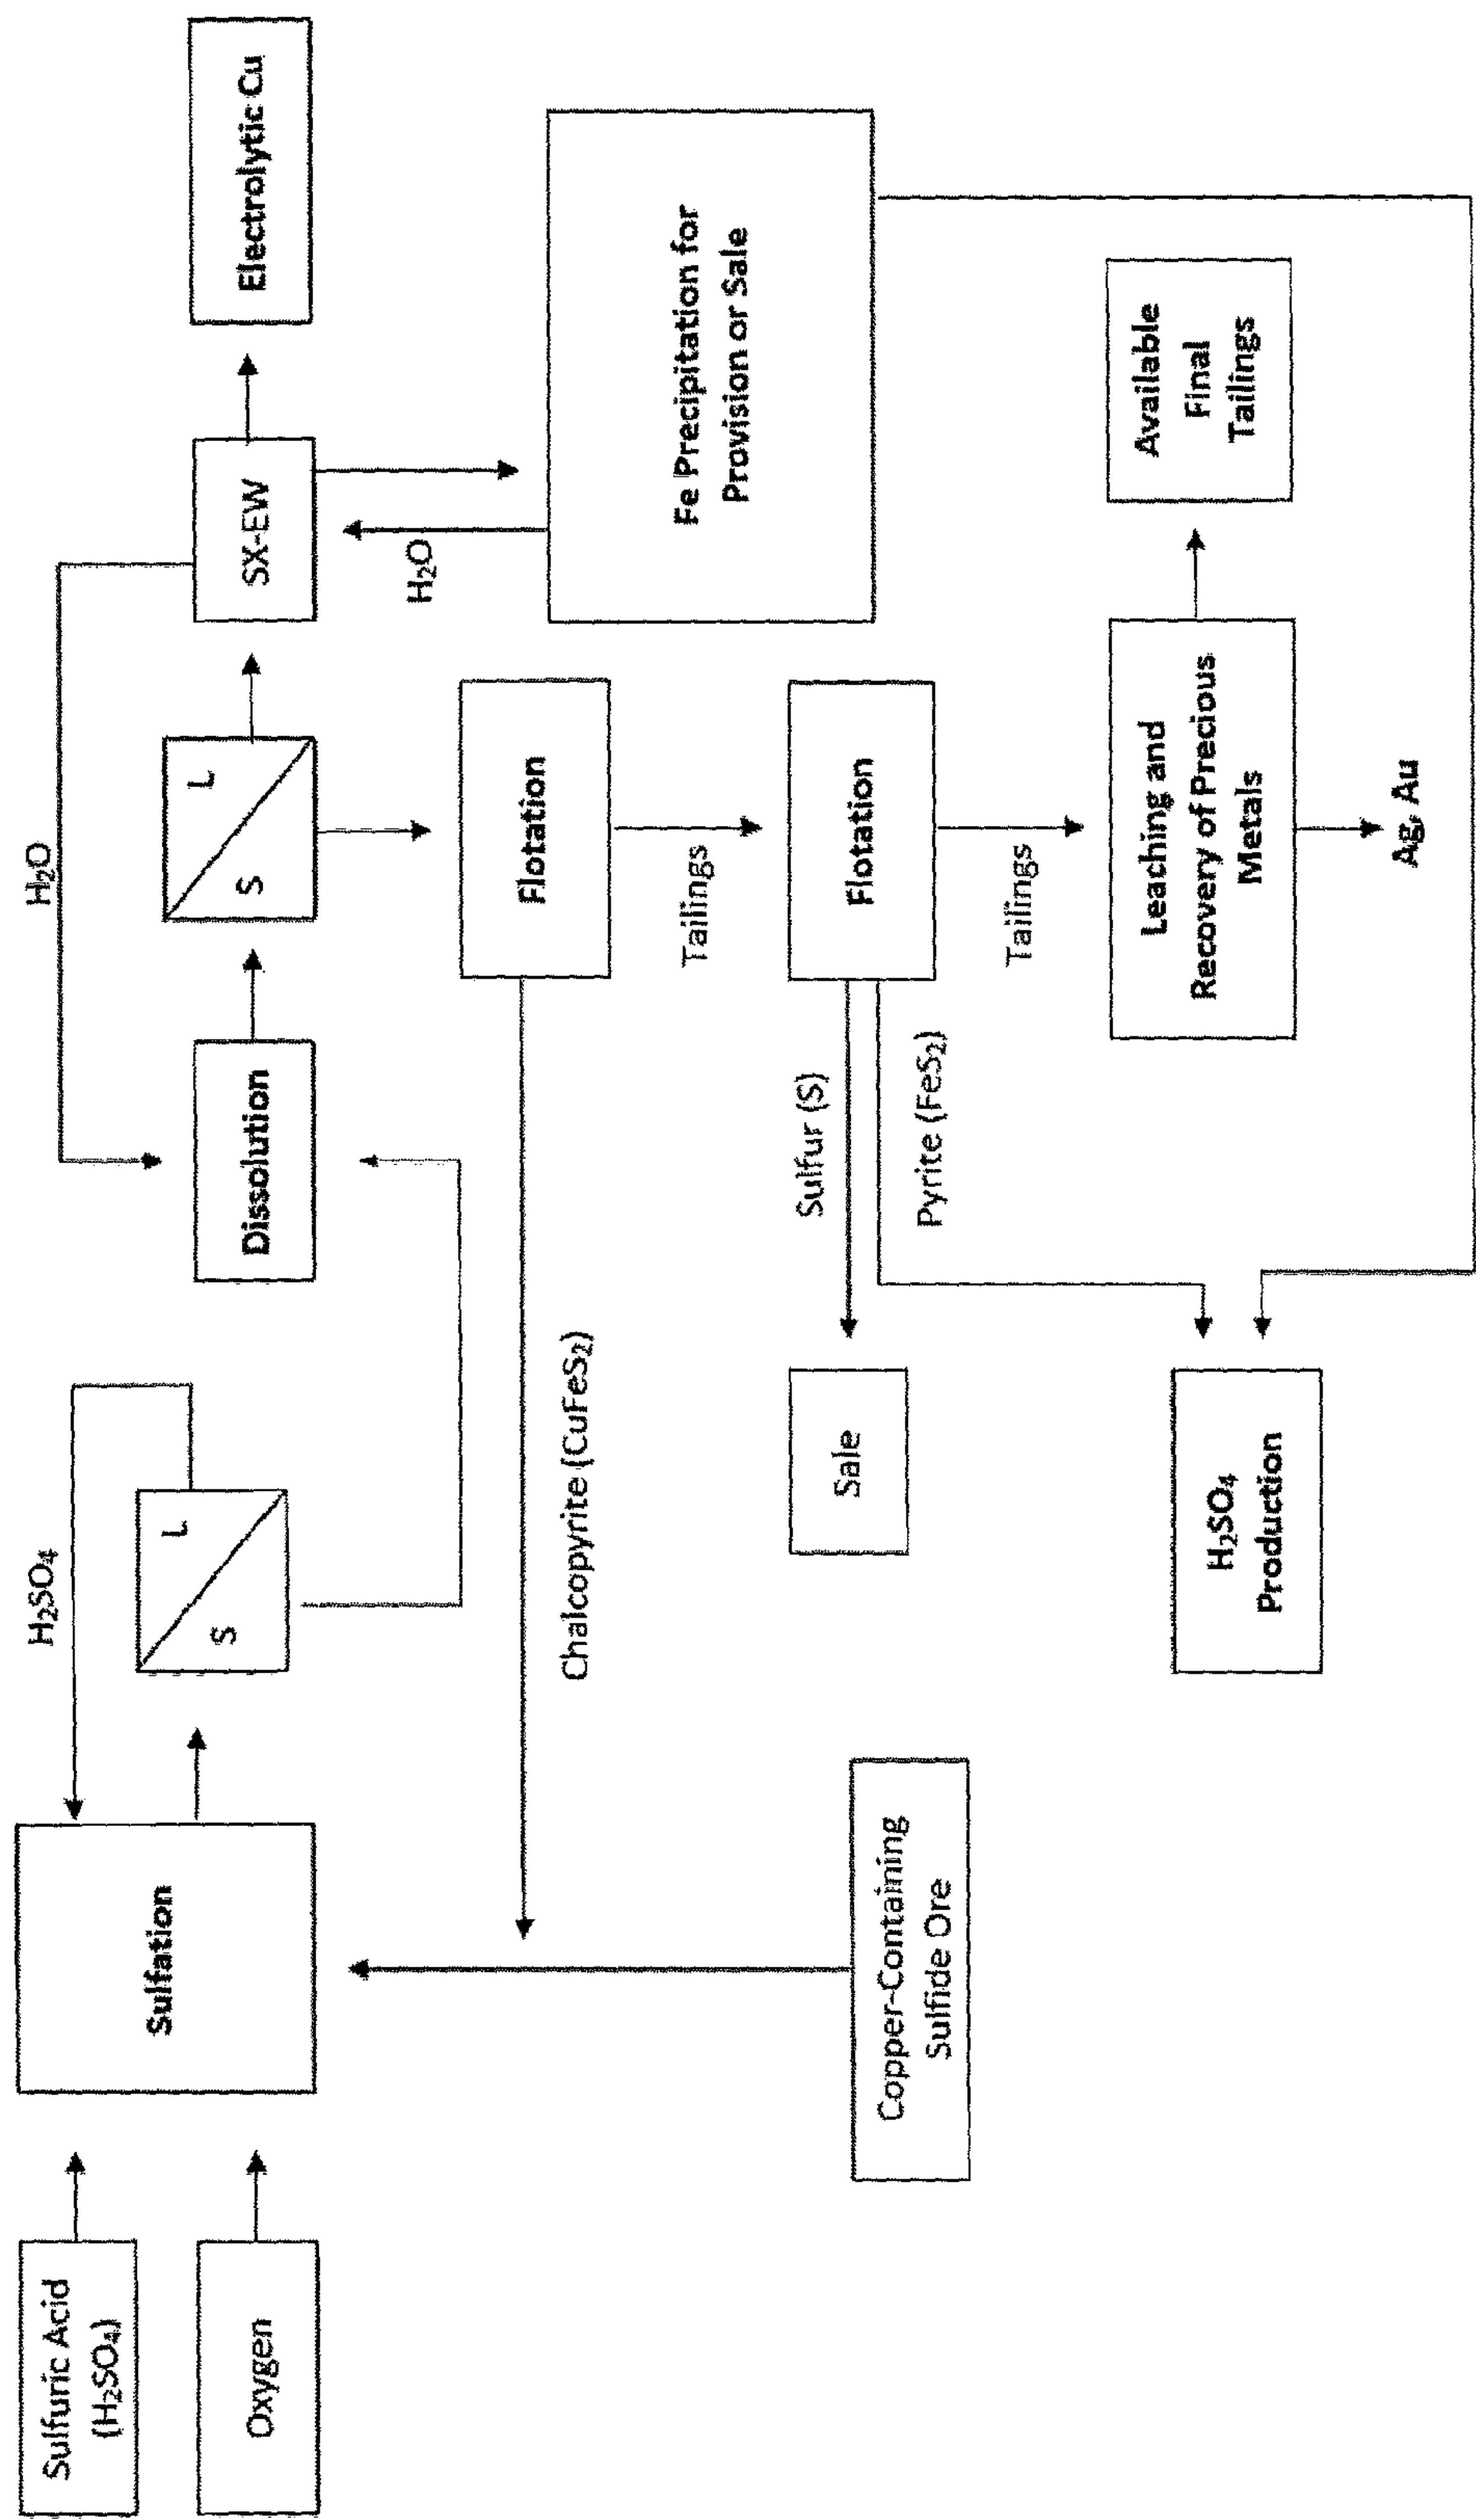 Sulfuric Acid
(H₂SO₄)
Oxygen
Sulfation
H₂SO₄
L
S
H₂O
Dissolution
L
S
SX-EW
Electrolytic Cu
H₂O
Fe Precipitation for
Provision or Sale
Chalcopyrite (CuFeS₂)
Flotation
Tailings
Copper-Containing
Sulfide Ore
Sale
Sulfur (S)
Pyrite (FeS₂)
Flotation
Tailings
H₂SO₄
Production
Leaching and
Recovery of Precious
Metals
Available
Final
Tailings
Ag, Au